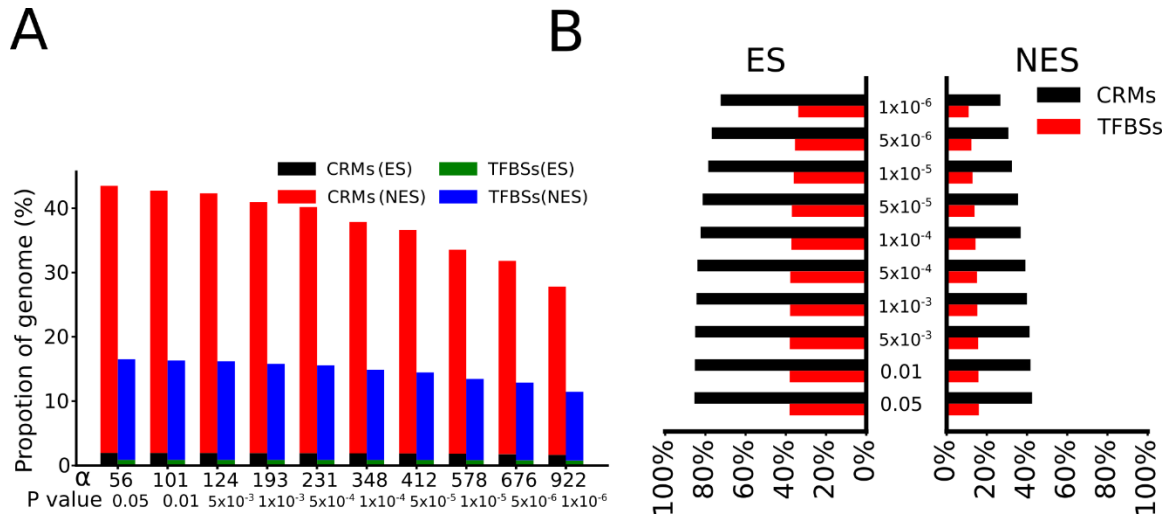 A
B
ES
NES
CRMs
TFBSs
CRMs (ES)
TFBSs(ES)
CRMs (NES)
TFBSs(NES)
Propotion of genome (%)
40
30
20
10
0
α 56 101 124 193 231 348 412 578 676 922
P value 0.05 0.01 5x10⁻³ 1x10⁻³ 5x10⁻⁴ 1x10⁻⁴ 5x10⁻⁵ 1x10⁻⁵ 5x10⁻⁶ 1x10⁻⁶
1x10⁻⁶
5x10⁻⁶
1x10⁻⁵
5x10⁻⁵
1x10⁻⁴
5x10⁻⁴
1x10⁻³
5x10⁻³
0.01
0.05
100% 80% 60% 40% 20% 0%
0% 20% 40% 60% 80% 100%